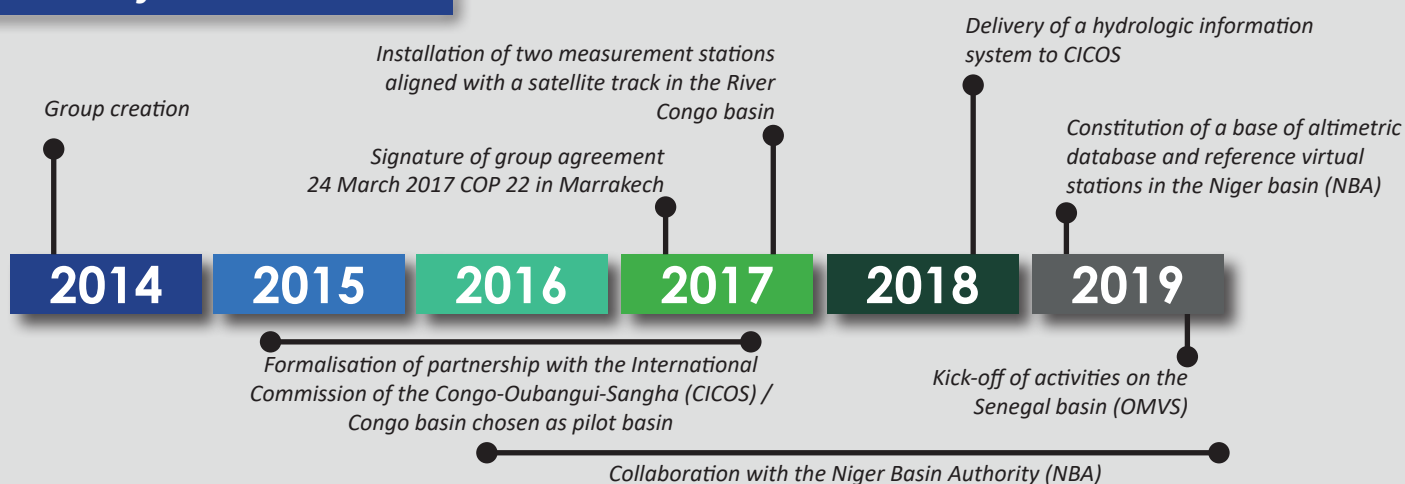 Delivery of a hydrologic information
system to CICOS
Installation of two measurement stations
aligned with a satellite track in the River
Congo basin
Group creation
Constitution of a base of altimetric
database and reference virtual
stations in the Niger basin (NBA)
Signature of group agreement
24 March 2017 COP 22 in Marrakech
2014
2015
2016
2017
2018
2019
Formalisation of partnership with the International
Commission of the Congo-Oubangui-Sangha (CICOS) /
Congo basin chosen as pilot basin
Kick-off of activities on the
Senegal basin (OMVS)
Collaboration with the Niger Basin Authority (NBA)